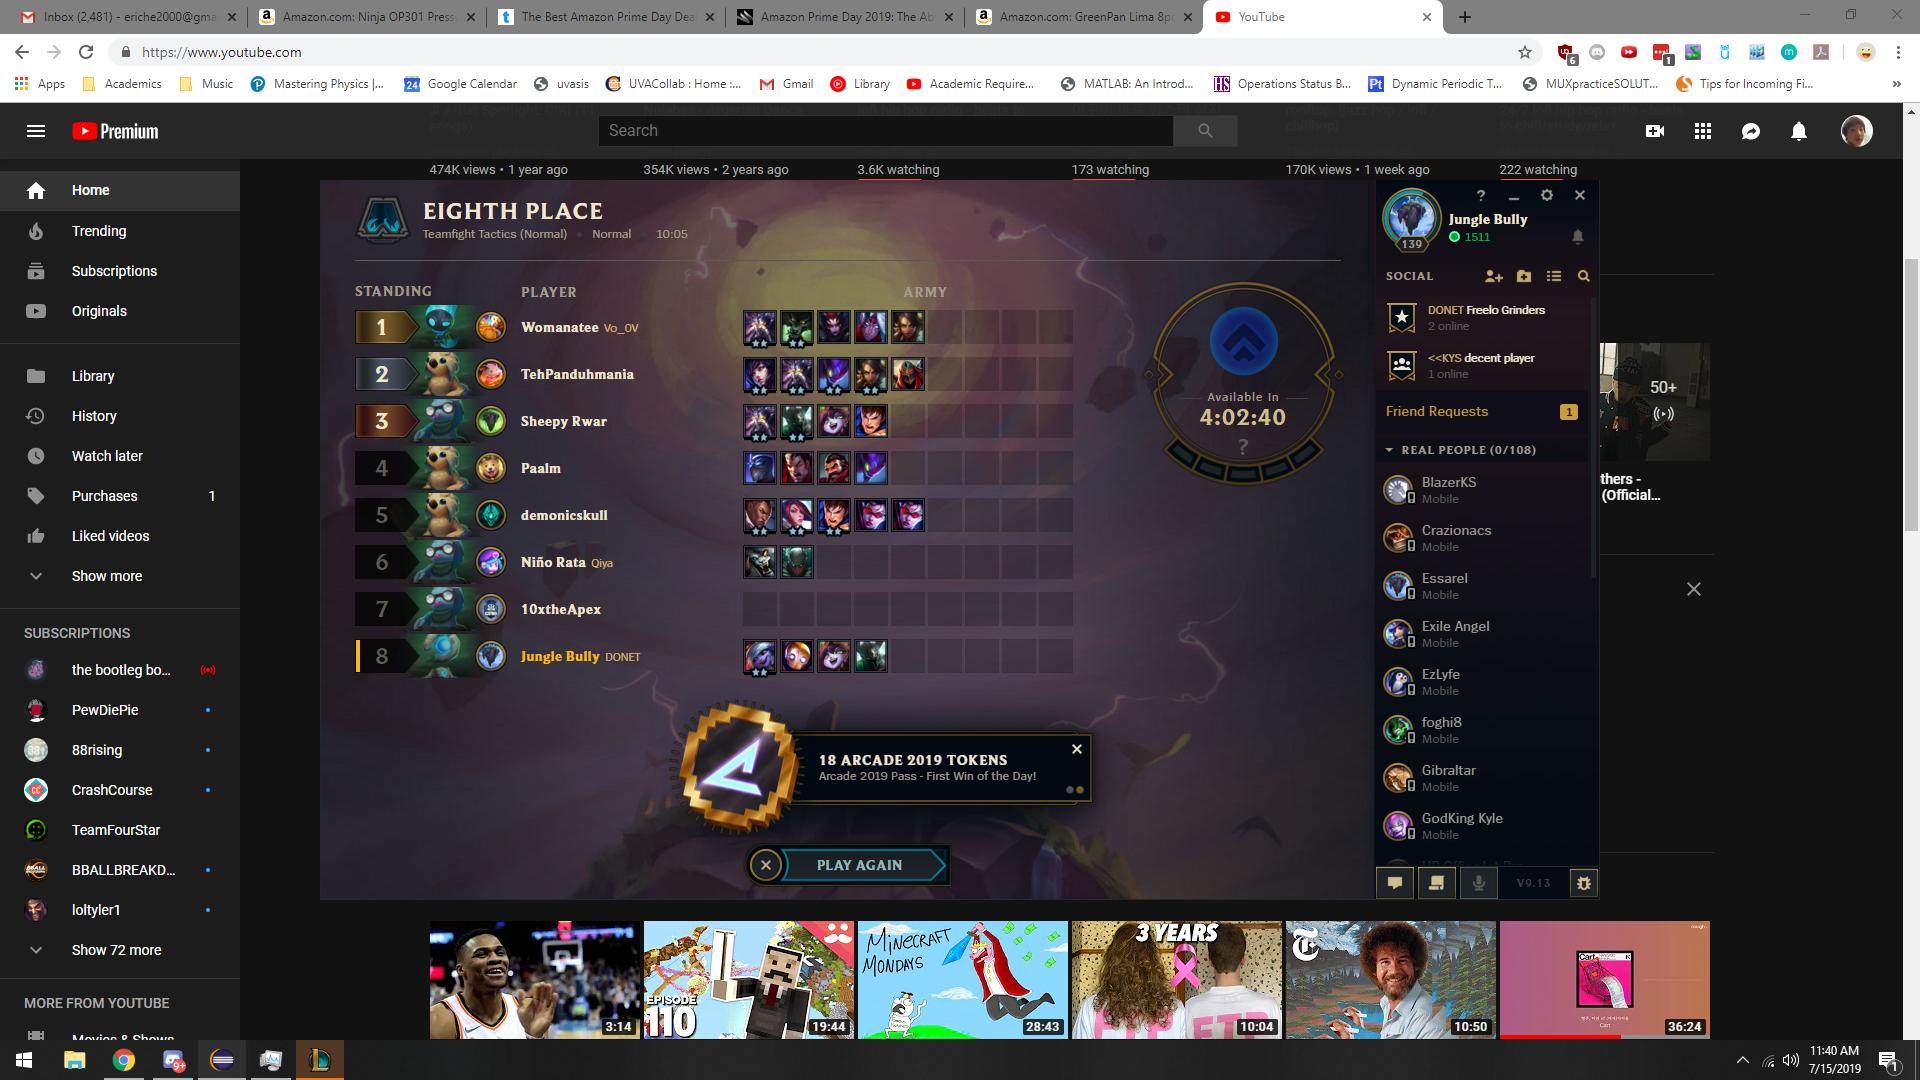 Inbox (2,481) - eriche2000@gma
Amazon.com: Ninja OP301 Press
The Best Amazon Prime Day Dea
Amazon Prime Day 2019: The Ab
Amazon.com: GreenPan Lima 8p
YouTube
https://www.youtube.com
6
1
Apps
Academics
Music
Mastering Physics |...
24
Google Calendar
uvasis
UVACollab : Home :...
Gmail
Library
Academic Require...
MATLAB: An Introd...
HS
Operations Status B...
Pt
Dynamic Periodic T...
MUXpracticeSOLUT...
Tips for Incoming Fi...
»
Premium
Search
474K views • 1 year ago
354K views • 2 years ago
3.6K watching
173 watching
170K views • 1 week ago
222 watching
Home
Trending
Subscriptions
Originals
Library
History
Watch later
Purchases 1
Liked videos
Show more
SUBSCRIPTIONS
the bootleg bo...
PewDiePie
88rising
CrashCourse
TeamFourStar
BBALLBREAKD...
loltyler1
Show 72 more
MORE FROM YOUTUBE
Movies & Shows
EIGHTH PLACE
Teamfight Tactics (Normal) • Normal • 10:05
STANDING PLAYER ARMY
1 Womanatee Vo_0V
2 TehPanduhmania
3 Sheepy Rwar
4 Paalm
5 demonicskull
6 Niño Rata Qiya
7 10xtheApex
8 Jungle Bully DONET
Available In
4:02:40
?
18 ARCADE 2019 TOKENS
Arcade 2019 Pass - First Win of the Day!
PLAY AGAIN
?
Jungle Bully
1511
139
SOCIAL
DONET Freelo Grinders
2 online
<<KYS decent player
1 online
Friend Requests 1
REAL PEOPLE (0/108)
BlazerKS
Mobile
Crazionacs
Mobile
Essarel
Mobile
Exile Angel
Mobile
EzLyfe
Mobile
foghi8
Mobile
Gibraltar
Mobile
GodKing Kyle
Mobile
V9.13
50+
thers -
(Official...
3:14
EPISODE
110
19:44
MINECRAFT
MONDAYS
28:43
3 YEARS
10:04
10:50
Cart
36:24
9+
11:40 AM
7/15/2019
1